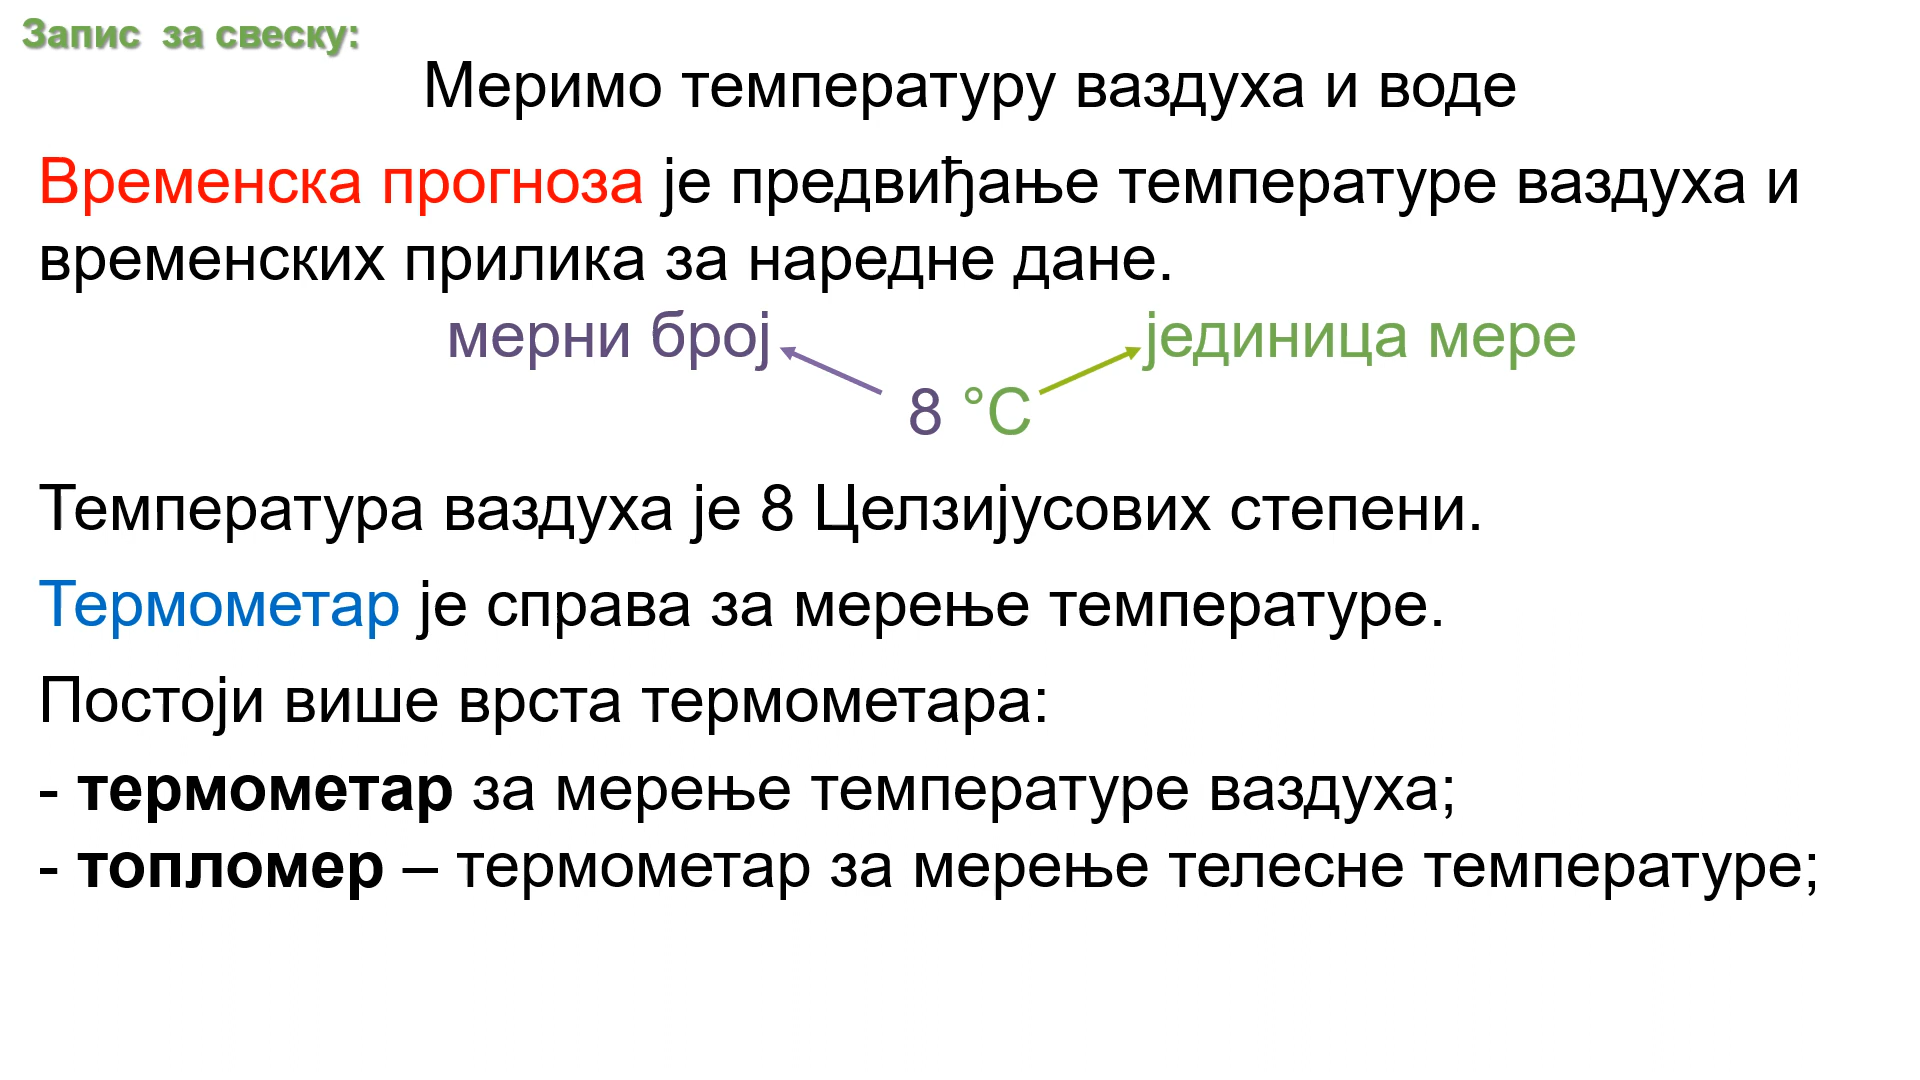 Запис за свеску:
Меримо температуру ваздуха и воде
Временска прогноза је предвиђање температуре ваздуха и
временских прилика за наредне дане.
мерни број јединица мере
8 °C
Температура ваздуха је 8 Целзијусових степени.
Термометар је справа за мерење температуре.
Постоји више врста термометара:
- термометар за мерење температуре ваздуха;
- топломер – термометар за мерење телесне температуре;